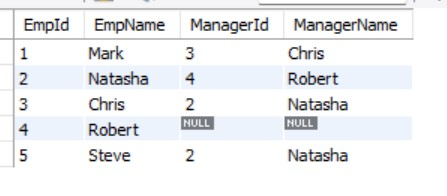 EmpId EmpName ManagerId ManagerName
1 Mark 3 Chris
2 Natasha 4 Robert
3 Chris 2 Natasha
4 Robert NULL NULL
5 Steve 2 Natasha